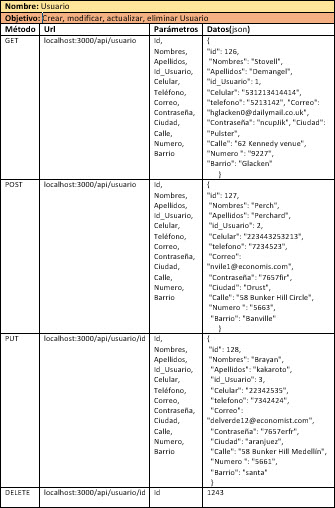 Nombre: Usuario
Objetivo: Crear, modificar, actualizar, eliminar Usuario
Método Url Parámetros Datos(json)
GET localhost:3000/api/usuario Id, {
Nombres, "id": 126,
Apellidos, "Nombres": "Stovell",
Id_Usuario, "Apellidos": "Demangel",
Celular, "id_Usuario": 1,
Teléfono, "Celular": "531213414414",
Correo, "telefono": "5213142", "Correo":
Contraseña, "hglacken0@dailymail.co.uk",
Ciudad, "Contraseña": "ncupJik", "Ciudad":
Calle, "Pulster",
Numero, "Calle": "62 Kennedy venue",
Barrio "Numero ": "9227",
"Barrio": "Glacken"
}
POST localhost:3000/api/usuario Id, {
Nombres, "id": 127,
Apellidos, "Nombres": "Perch",
Id_Usuario, "Apellidos": "Perchard",
Celular, "id_Usuario": 2,
Teléfono, "Celular": "223443253213",
Correo, "telefono": "7234523",
Contraseña, "Correo":
Ciudad, "nvile1@economis.com",
Calle, "Contraseña": "7657fir",
Numero, "Ciudad": "Drust",
Barrio "Calle": "58 Bunker Hill Circle",
"Numero ": "5663",
"Barrio": "Banville"
}
PUT localhost:3000/api/usuario/id Id, {
Nombres, "id": 128,
Apellidos, "Nombres": "Brayan",
Id_Usuario, "Apellidos": "kakaroto",
Celular, "id_Usuario": 3,
Teléfono, "Celular": "22342535",
Correo, "telefono": "7342424",
Contraseña, "Correo":
Ciudad, "delverde12@economist.com",
Calle, "Contraseña": "7657erfr",
Numero, "Ciudad": "aranjuez",
Barrio "Calle": "58 Bunker Hill Medellín",
"Numero ": "5661",
"Barrio": "santa"
}
DELETE localhost:3000/api/usuario/id Id 1243